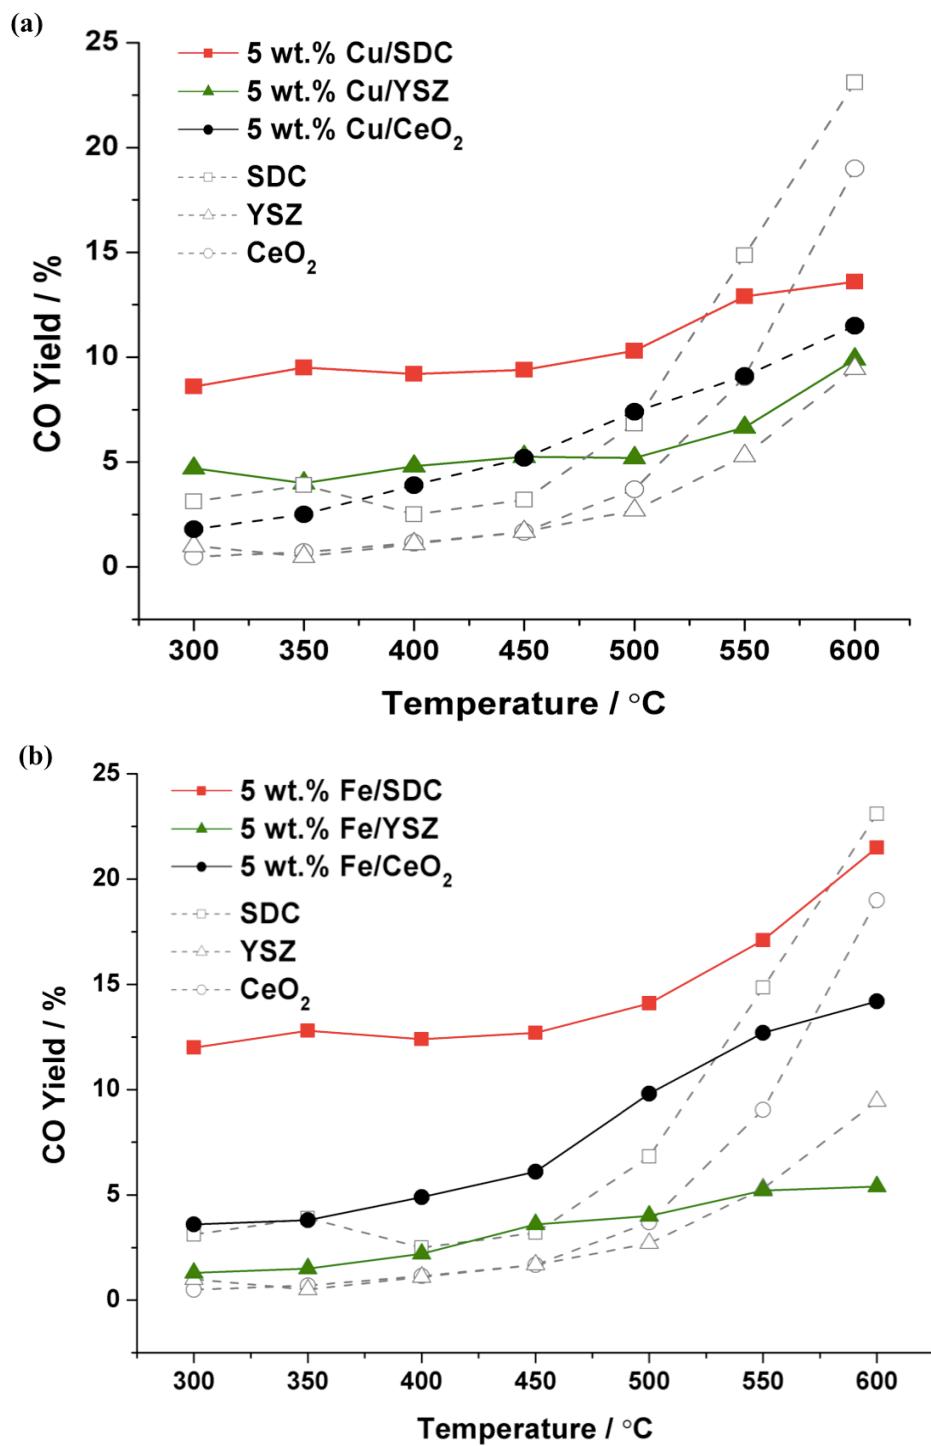 (a)
25
20
15
10
5
0
CO Yield / %
5 wt.% Cu/SDC
5 wt.% Cu/YSZ
5 wt.% Cu/CeO₂
SDC
YSZ
CeO₂
300 350 400 450 500 550 600
Temperature / °C
(b)
25
20
15
10
5
0
CO Yield / %
5 wt.% Fe/SDC
5 wt.% Fe/YSZ
5 wt.% Fe/CeO₂
SDC
YSZ
CeO₂
300 350 400 450 500 550 600
Temperature / °C